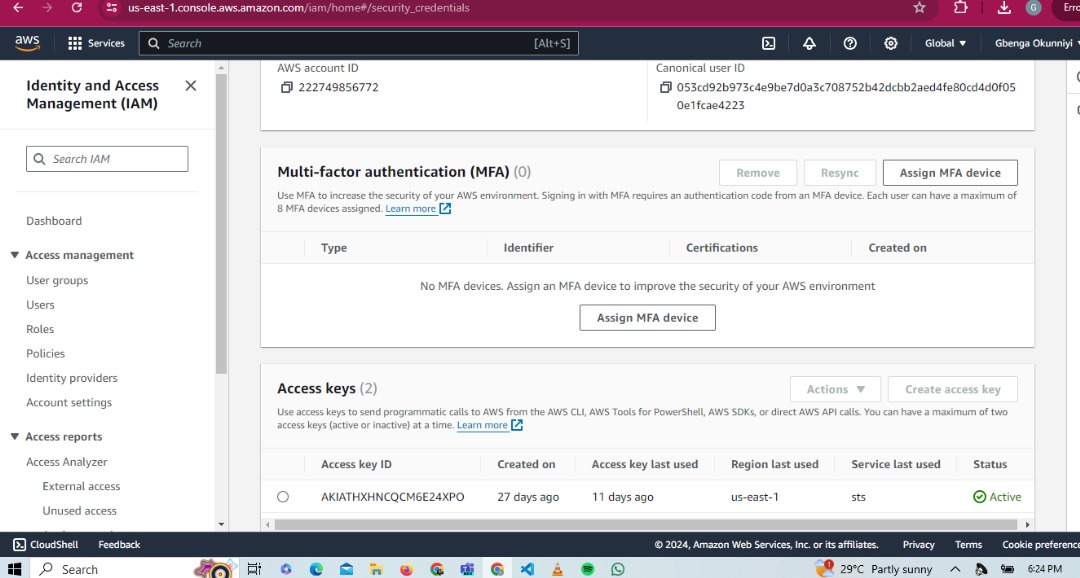 us-east-1.console.aws.amazon.com/iam/home#/security_credentials
G
Erro
aws
Services
Search
[Alt+S]
Global
Gbenga Okunniyi
Identity and Access
Management (IAM)
Search IAM
Dashboard
Access management
User groups
Users
Roles
Policies
Identity providers
Account settings
Access reports
Access Analyzer
External access
Unused access
AWS account ID
222749856772
Canonical user ID
053cd92b973c4e9be7d0a3c708752b42dcbb2aed4fe80cd4d0f05
0e1fcae4223
Multi-factor authentication (MFA) (0)
Remove
Resync
Assign MFA device
Use MFA to increase the security of your AWS environment. Signing in with MFA requires an authentication code from an MFA device. Each user can have a maximum of
8 MFA devices assigned. Learn more
Type Identifier Certifications Created on
No MFA devices. Assign an MFA device to improve the security of your AWS environment
Assign MFA device
Access keys (2)
Actions
Create access key
Use access keys to send programmatic calls to AWS from the AWS CLI, AWS Tools for PowerShell, AWS SDKs, or direct AWS API calls. You can have a maximum of two
access keys (active or inactive) at a time. Learn more
Access key ID Created on Access key last used Region last used Service last used Status
AKIATHXHNCQCM6E24XPO 27 days ago 11 days ago us-east-1 sts Active
CloudShell Feedback © 2024, Amazon Web Services, Inc. or its affiliates. Privacy Terms Cookie preference
Search
1
29°C Partly sunny
6:24 PM